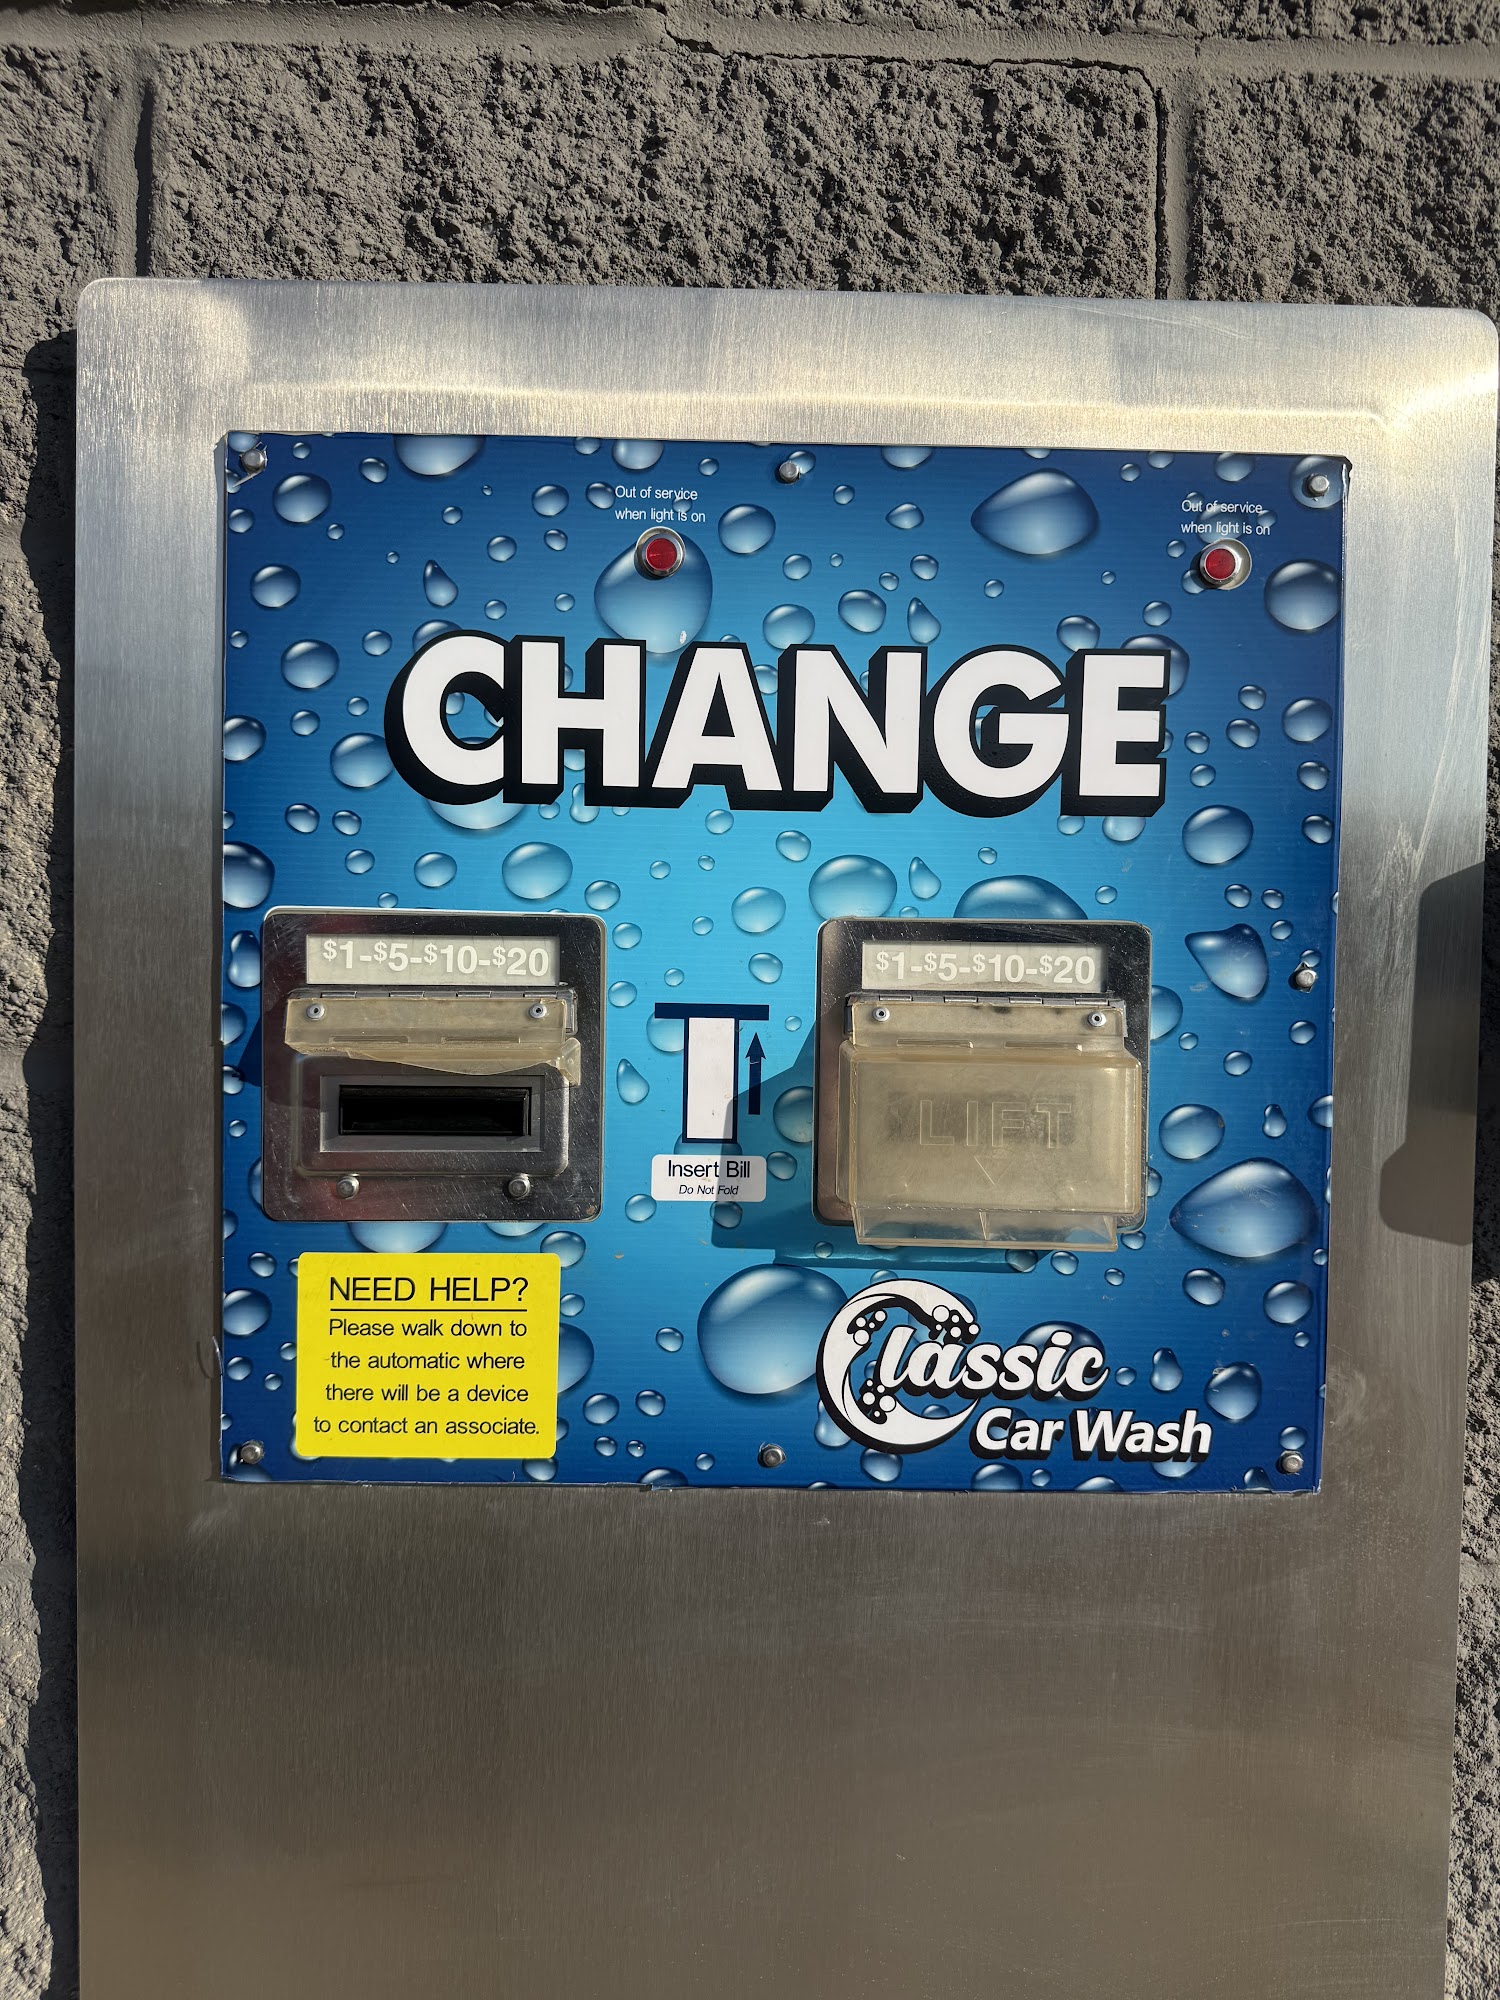 Out of service
when light is on
Out of service
when light is on
CHANGE
$1-$5-$10-$20
$1-$5-$10-$20
LIFT
Insert Bill
Do Not Fold
NEED HELP?
Please walk down to
the automatic where
there will be a device
to contact an associate.
Classic
Car Wash